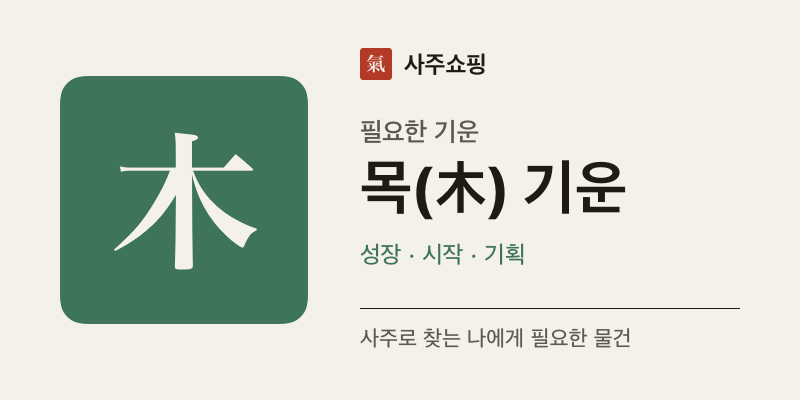 木
氣 사주쇼핑
필요한 기운
목(木) 기운
성장 · 시작 · 기획
사주로 찾는 나에게 필요한 물건